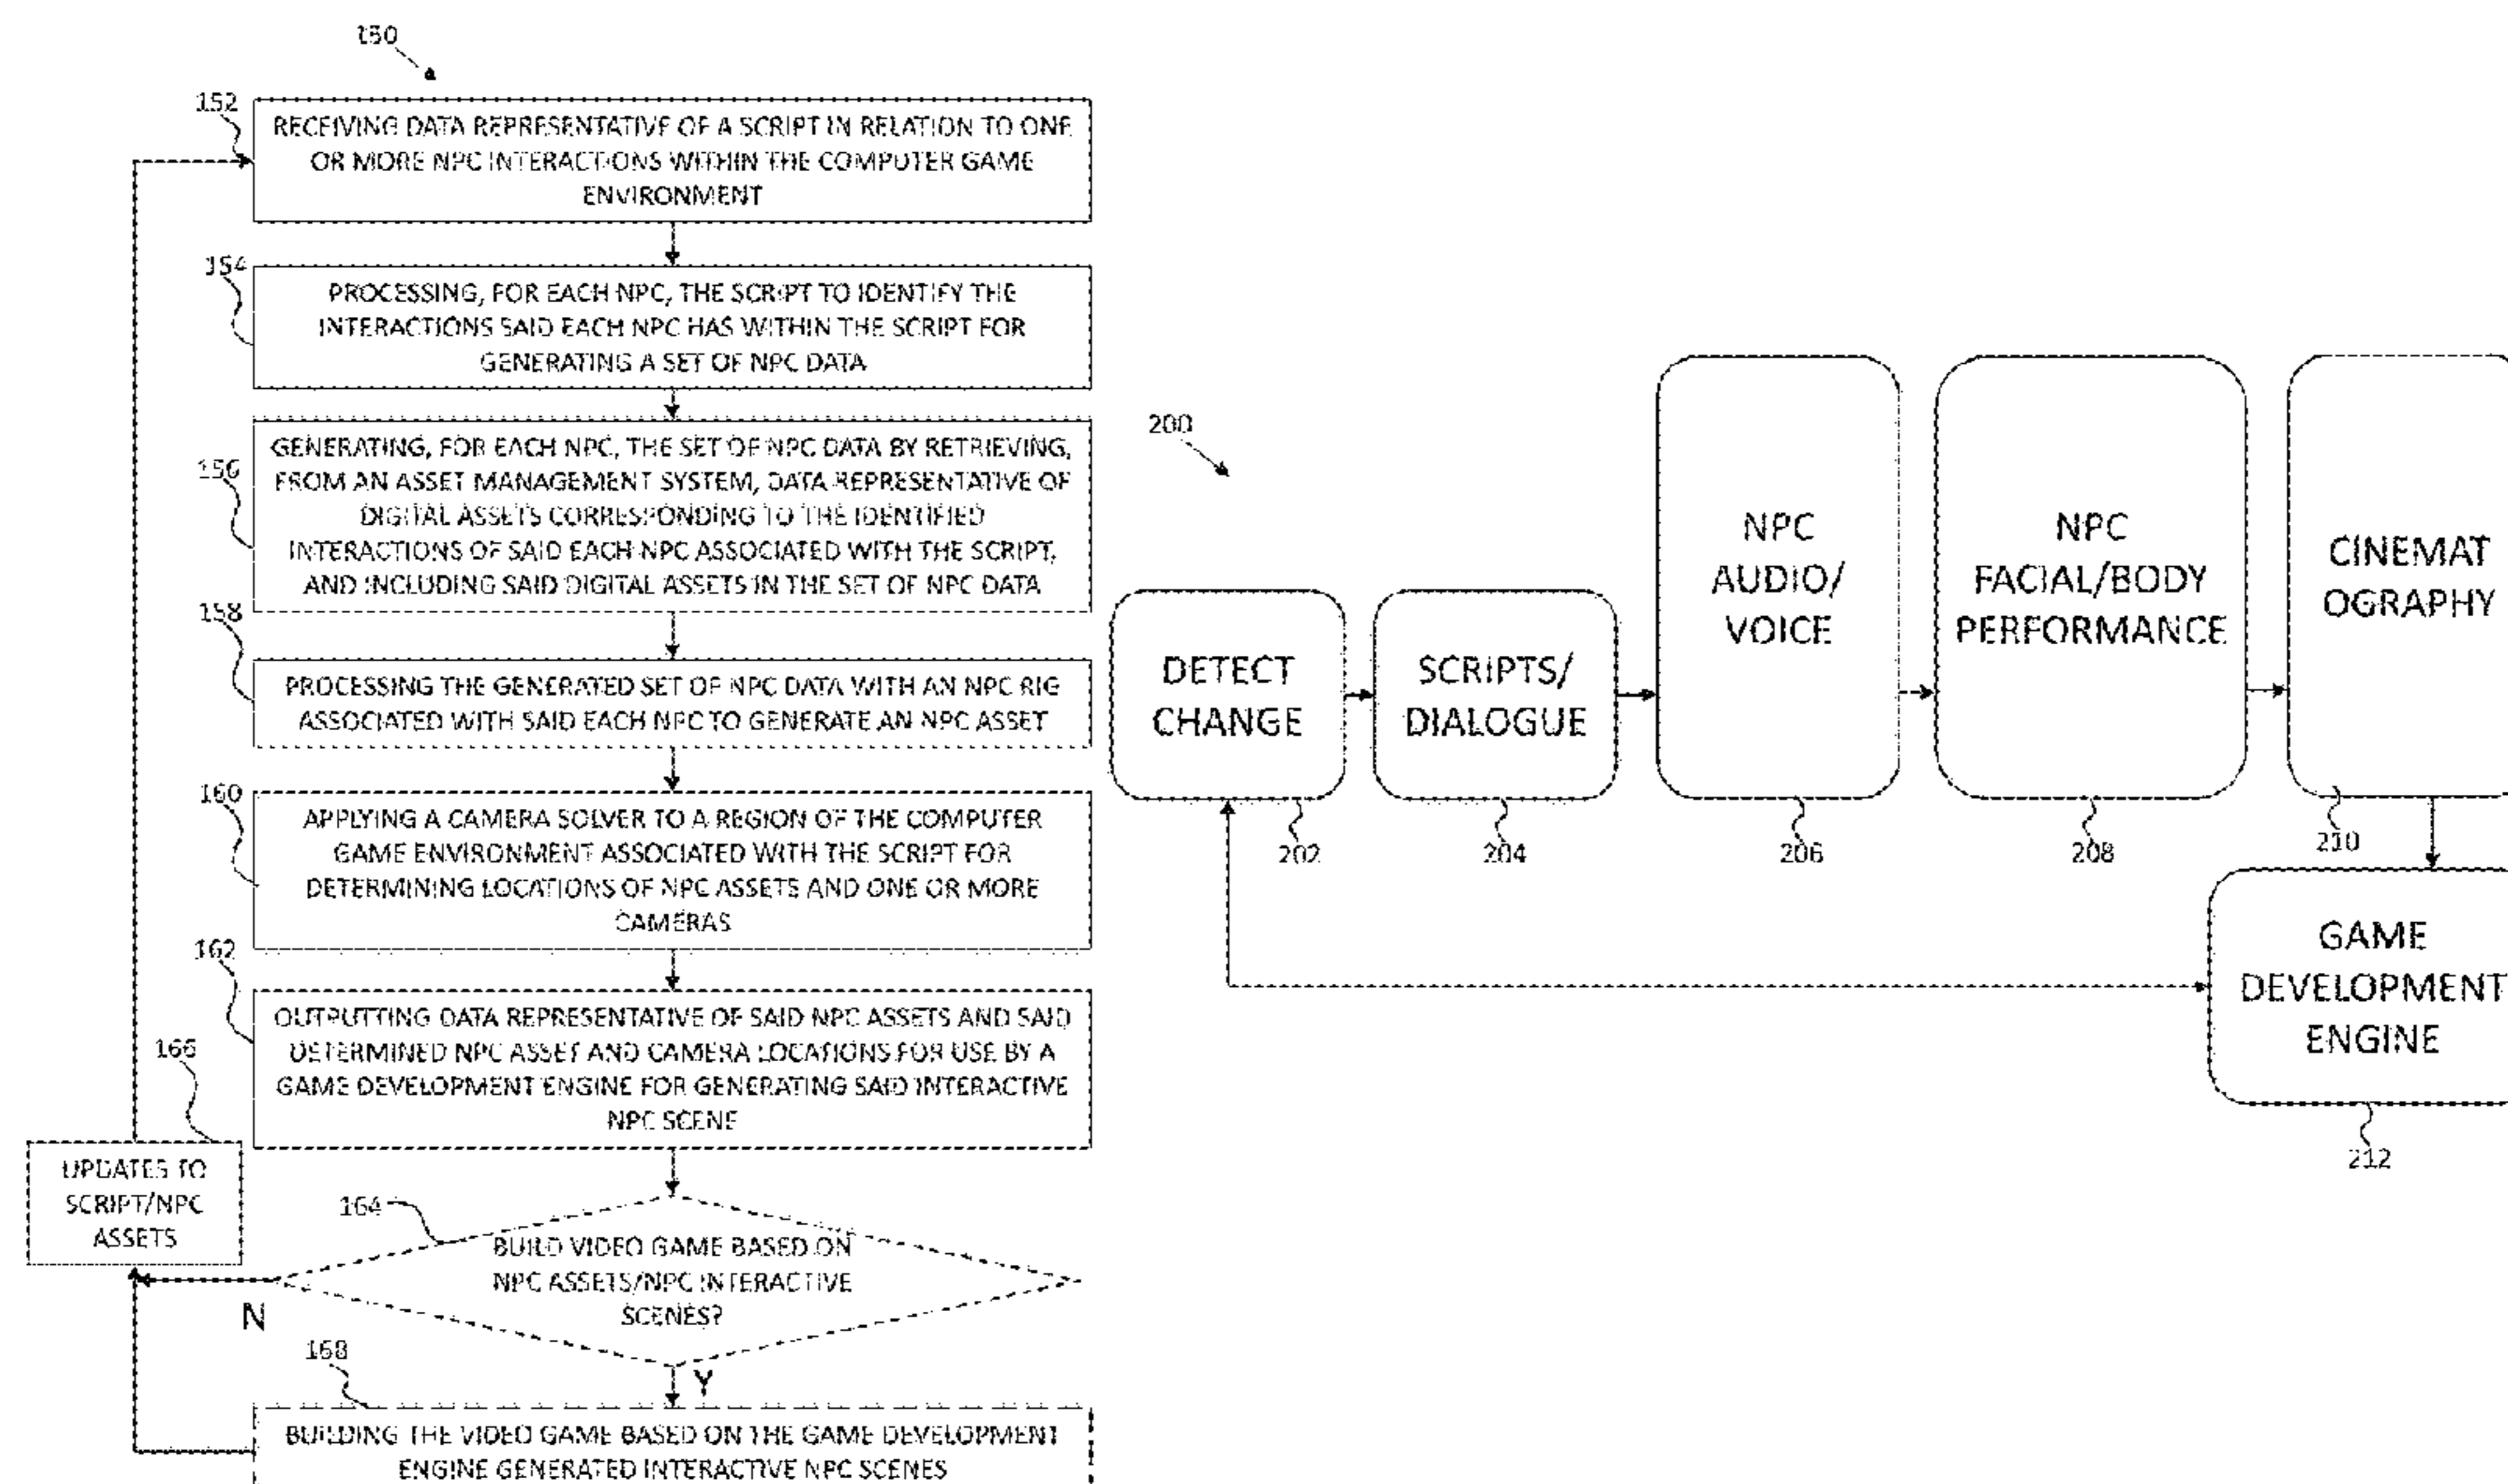 150
152
RECEIVING DATA REPRESENTATIVE OF A SCRIPT IN RELATION TO ONE
OR MORE NPC INTERACTIONS WITHIN THE COMPUTER GAME
ENVIRONMENT
154
PROCESSING, FOR EACH NPC, THE SCRIPT TO IDENTIFY THE
INTERACTIONS SAID EACH NPC HAS WITHIN THE SCRIPT FOR
GENERATING A SET OF NPC DATA
156
GENERATING, FOR EACH NPC, THE SET OF NPC DATA BY RETRIEVING,
FROM AN ASSET MANAGEMENT SYSTEM, DATA REPRESENTATIVE OF
DIGITAL ASSETS CORRESPONDING TO THE IDENTIFIED
INTERACTIONS OF SAID EACH NPC ASSOCIATED WITH THE SCRIPT,
AND INCLUDING SAID DIGITAL ASSETS IN THE SET OF NPC DATA
158
PROCESSING THE GENERATED SET OF NPC DATA WITH AN NPC RIG
ASSOCIATED WITH SAID EACH NPC TO GENERATE AN NPC ASSET
160
APPLYING A CAMERA SOLVER TO A REGION OF THE COMPUTER
GAME ENVIRONMENT ASSOCIATED WITH THE SCRIPT FOR
DETERMINING LOCATIONS OF NPC ASSETS AND ONE OR MORE
CAMERAS
162
OUTPUTTING DATA REPRESENTATIVE OF SAID NPC ASSETS AND SAID
DETERMINED NPC ASSET AND CAMERA LOCATIONS FOR USE BY A
GAME DEVELOPMENT ENGINE FOR GENERATING SAID INTERACTIVE
NPC SCENE
166
UPDATES TO
SCRIPT/NPC
ASSETS
164
BUILD VIDEO GAME BASED ON
NPC ASSETS/NPC INTERACTIVE
SCENES?
N
Y
168
BUILDING THE VIDEO GAME BASED ON THE GAME DEVELOPMENT
ENGINE GENERATED INTERACTIVE NPC SCENES
200
DETECT
CHANGE
202
SCRIPTS/
DIALOGUE
204
NPC
AUDIO/
VOICE
206
NPC
FACIAL/BODY
PERFORMANCE
208
CINEMAT
OGRAPHY
210
GAME
DEVELOPMENT
ENGINE
212